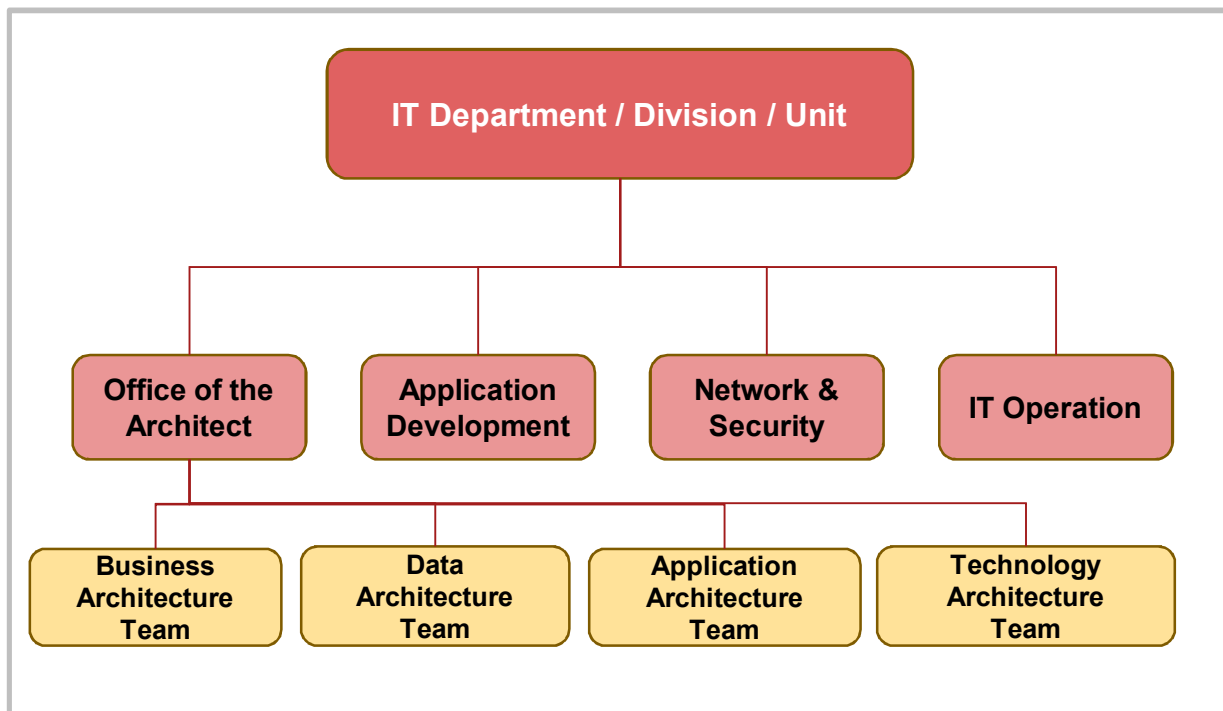 IT Department / Division / Unit
Office of the
Architect
Application
Development
Network &
Security
IT Operation
Business
Architecture
Team
Data
Architecture
Team
Application
Architecture
Team
Technology
Architecture
Team